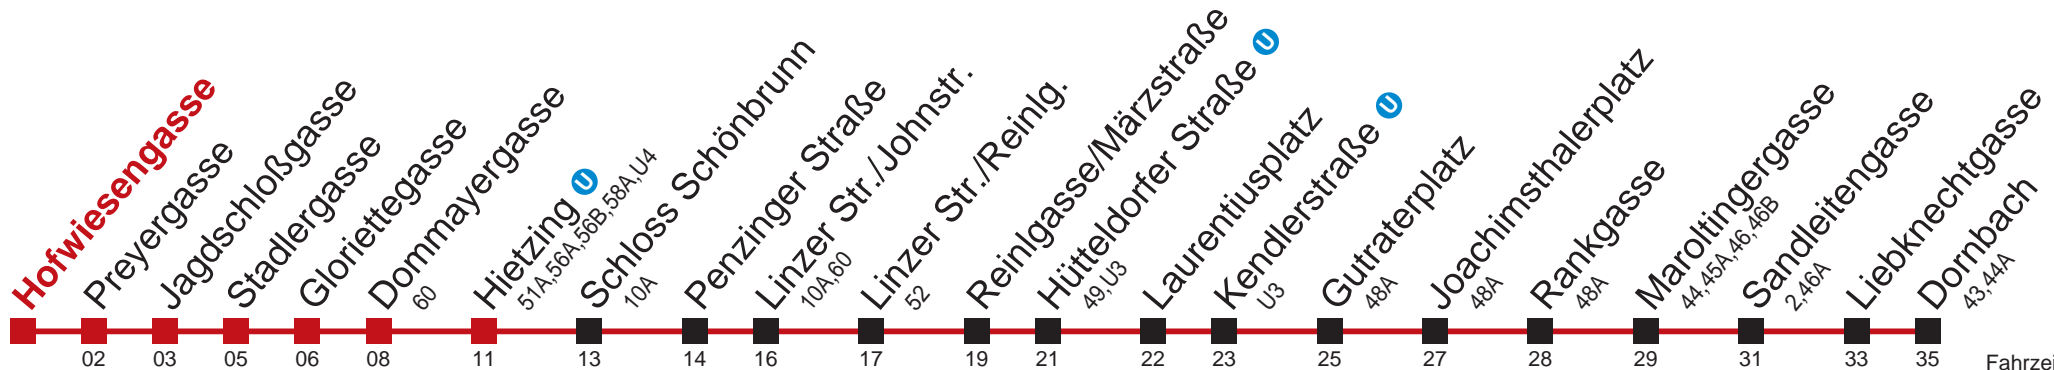 Hofwiesengasse
Preyergasse
Jagdschloßgasse
Stadlergasse
Gloriettegasse
Dommayergasse
60
Hietzing U
51A,56A,56B,58A,U4
Schloss Schönbrunn
10A
Penzinger Straße
Linzer Str./Johnstr.
10A,60
Linzer Str./Reinlg.
52
Reinlgasse/Märzstraße
Hütteldorfer Straße U
49,U3
Laurentiusplatz
Kendlerstraße U
U3
Gutraterplatz
48A
Joachimsthalerplatz
48A
Rankgasse
48A
Maroltingergasse
44,45A,46,46B
Sandleitengasse
2,46A
Liebknechtgasse
Dornbach
43,44A
02 03 05 06 08 11 13 14 16 17 19 21 22 23 25 27 28 29 31 33 35 Fahrzei